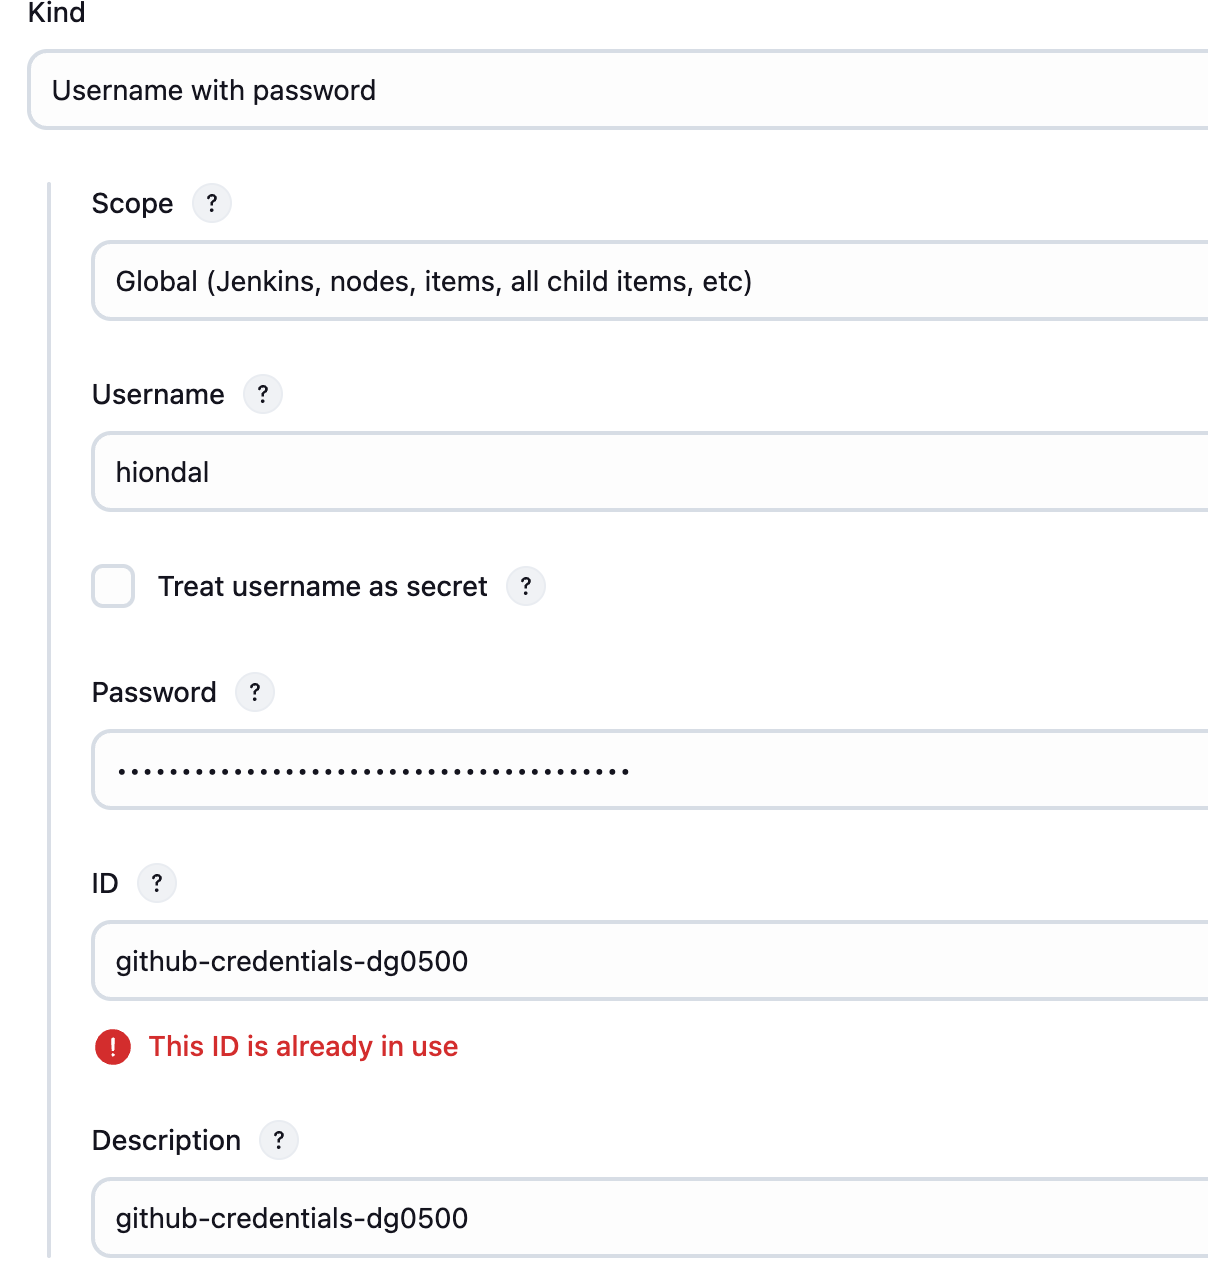 Kind
Username with password
Scope ?
Global (Jenkins, nodes, items, all child items, etc)
Username ?
hiondal
Treat username as secret ?
Password ?
••••••••••••••••••••••••••••••••••••••••
ID ?
github-credentials-dg0500
! This ID is already in use
Description ?
github-credentials-dg0500